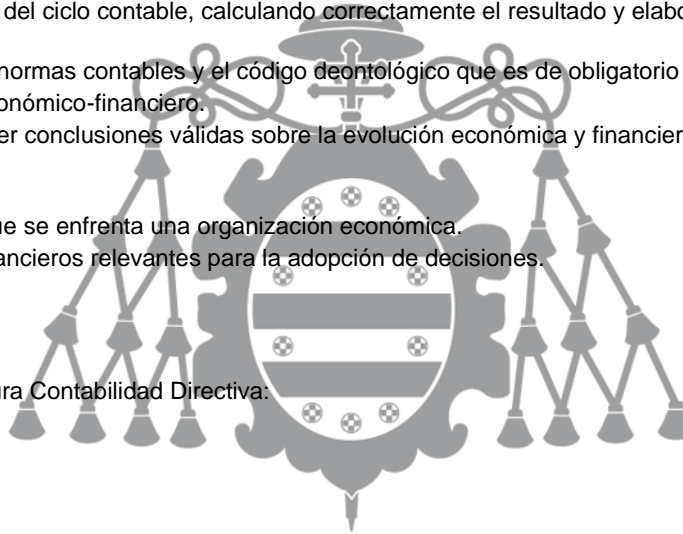 del ciclo contable, calculando correctamente el resultado y elabo
normas contables y el código deontológico que es de obligatorio
onómico-financiero.
er conclusiones válidas sobre la evolución económica y financier
ue se enfrenta una organización económica.
ancieros relevantes para la adopción de decisiones.
ura Contabilidad Directiva: